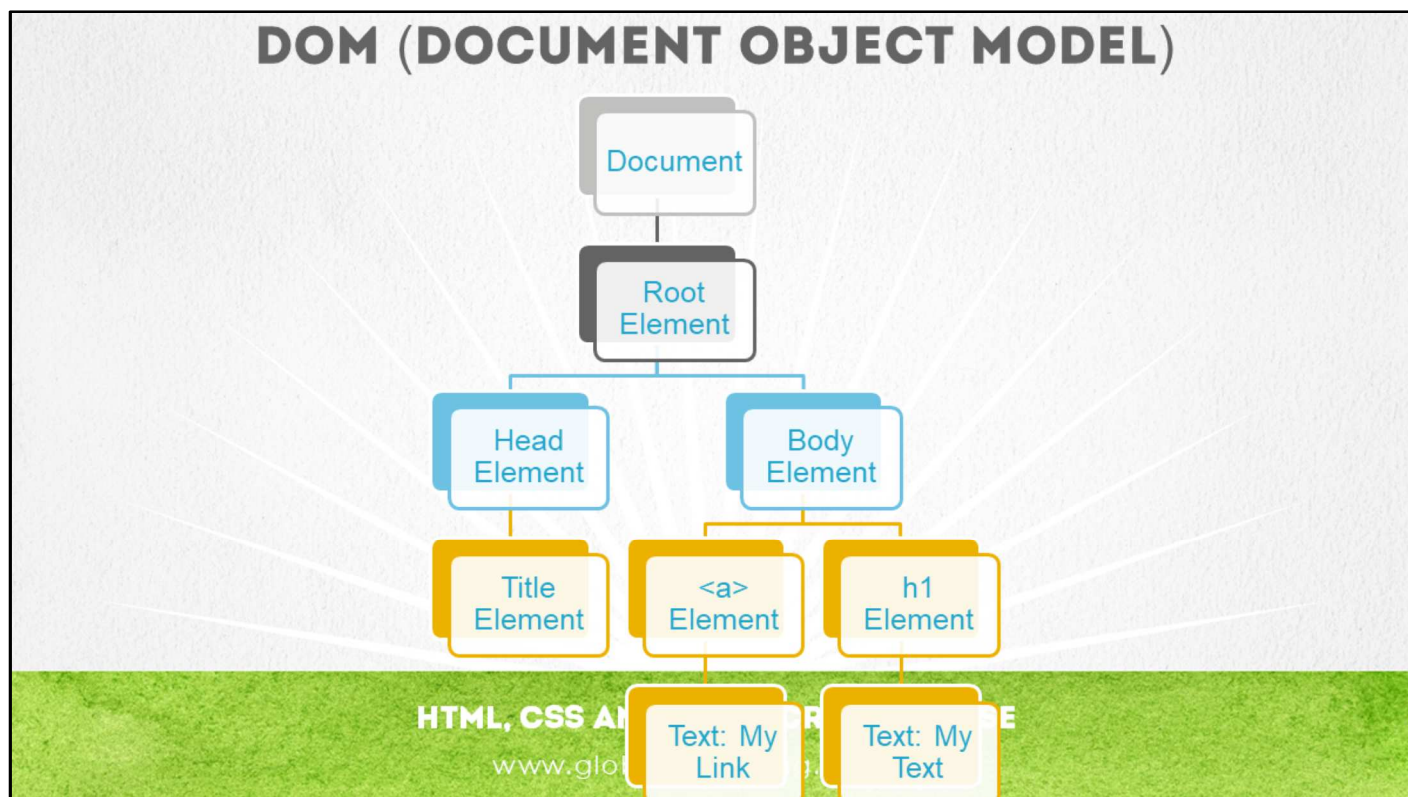 DOM (DOCUMENT OBJECT MODEL)
Document
Root
Element
Head
Element
Body
Element
Title
Element
<a>
Element
h1
Element
HTML, CSS
Text: My
Link
Text: My
Text